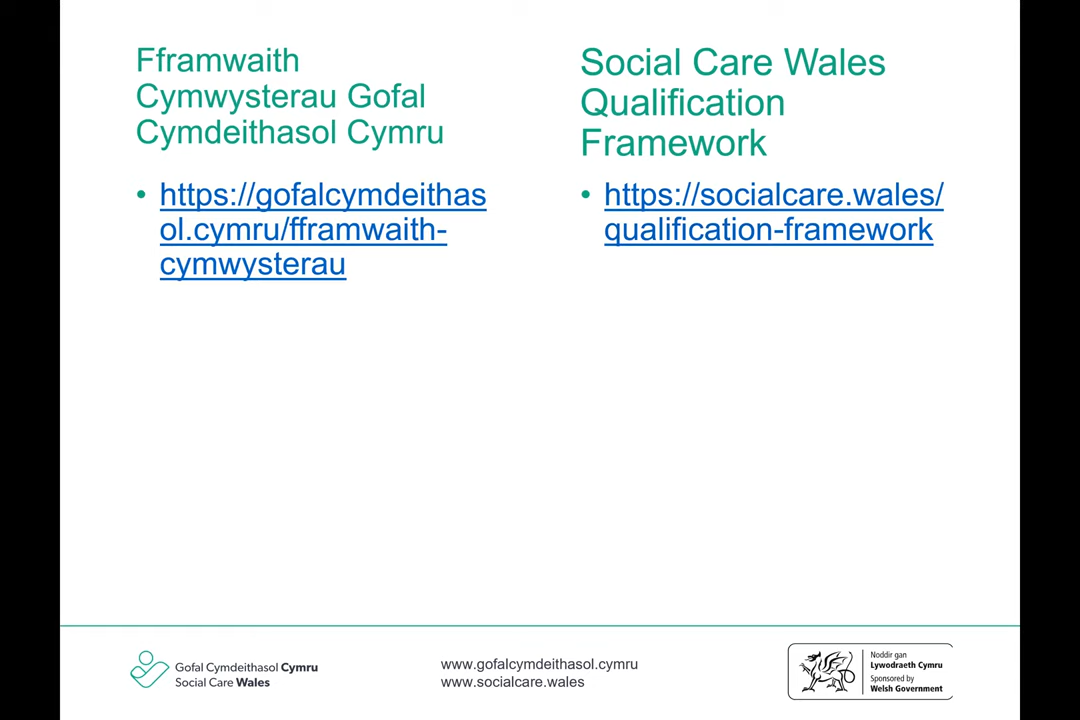 Fframwaith
Cymwysterau Gofal
Cymdeithasol Cymru
• https://gofalcymdeithas
ol.cymru/fframwaith-
cymwysterau
Social Care Wales
Qualification
Framework
• https://socialcare.wales/
qualification-framework
Gofal Cymdeithasol Cymru
Social Care Wales
www.gofalcymdeithasol.cymru
www.socialcare.wales
Noddir gan
Lywodraeth Cymru
Sponsored by
Welsh Government